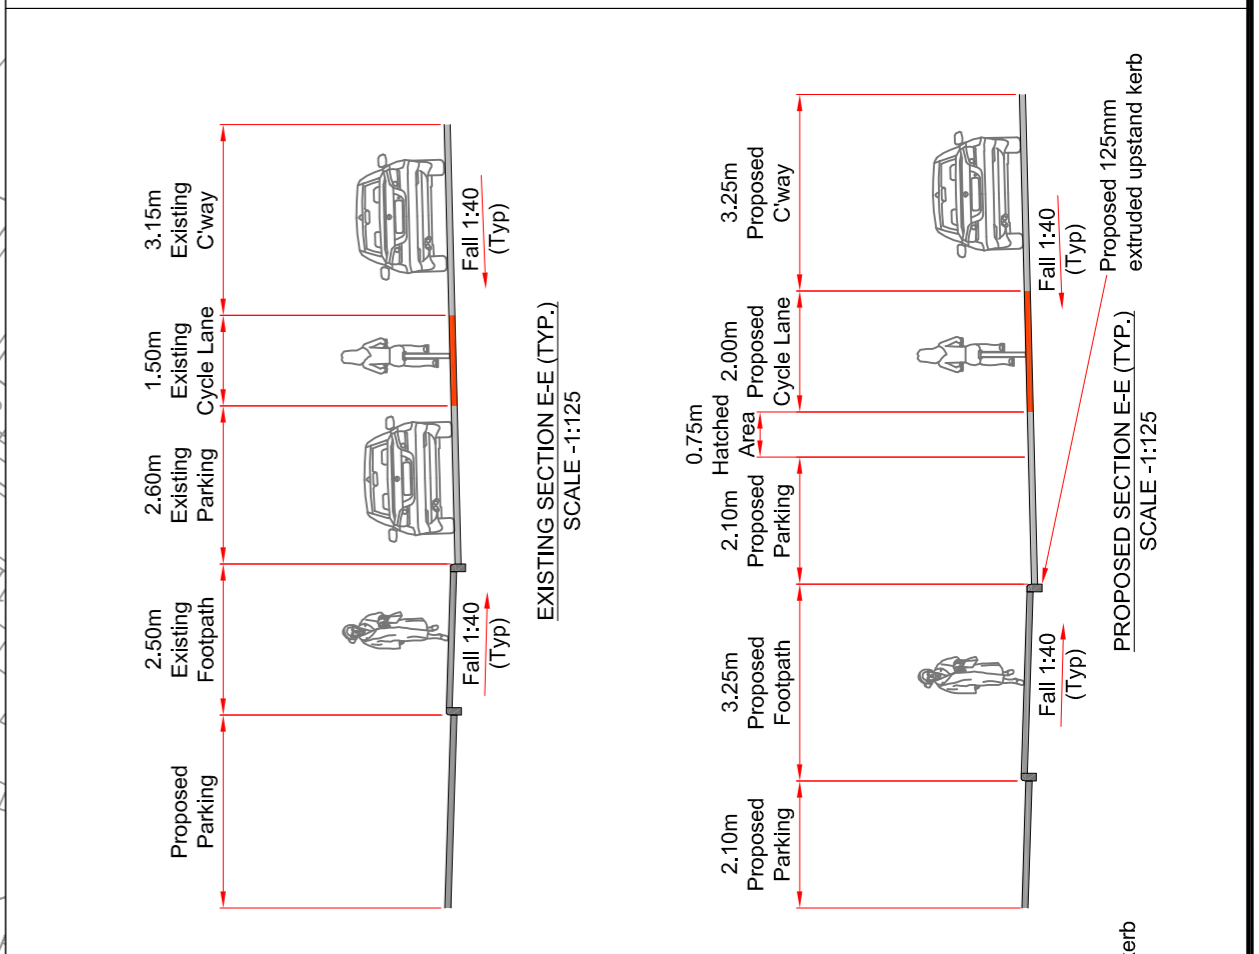 Proposed
Parking
2.50m
Existing
Footpath
2.60m
Existing
Parking
1.50m
Existing
Cycle Lane
3.15m
Existing
C'way
Fall 1:40
(Typ)
Fall 1:40
(Typ)
EXISTING SECTION E-E (TYP.)
SCALE -1:125
2.10m
Proposed
Parking
3.25m
Proposed
Footpath
2.10m
Proposed
Parking
0.75m
Hatched
Area
2.00m
Proposed
Cycle Lane
3.25m
Proposed
C'way
Fall 1:40
(Typ)
Fall 1:40
(Typ)
Proposed 125mm
extruded upstand kerb
PROPOSED SECTION E-E (TYP.)
SCALE -1:125
erb